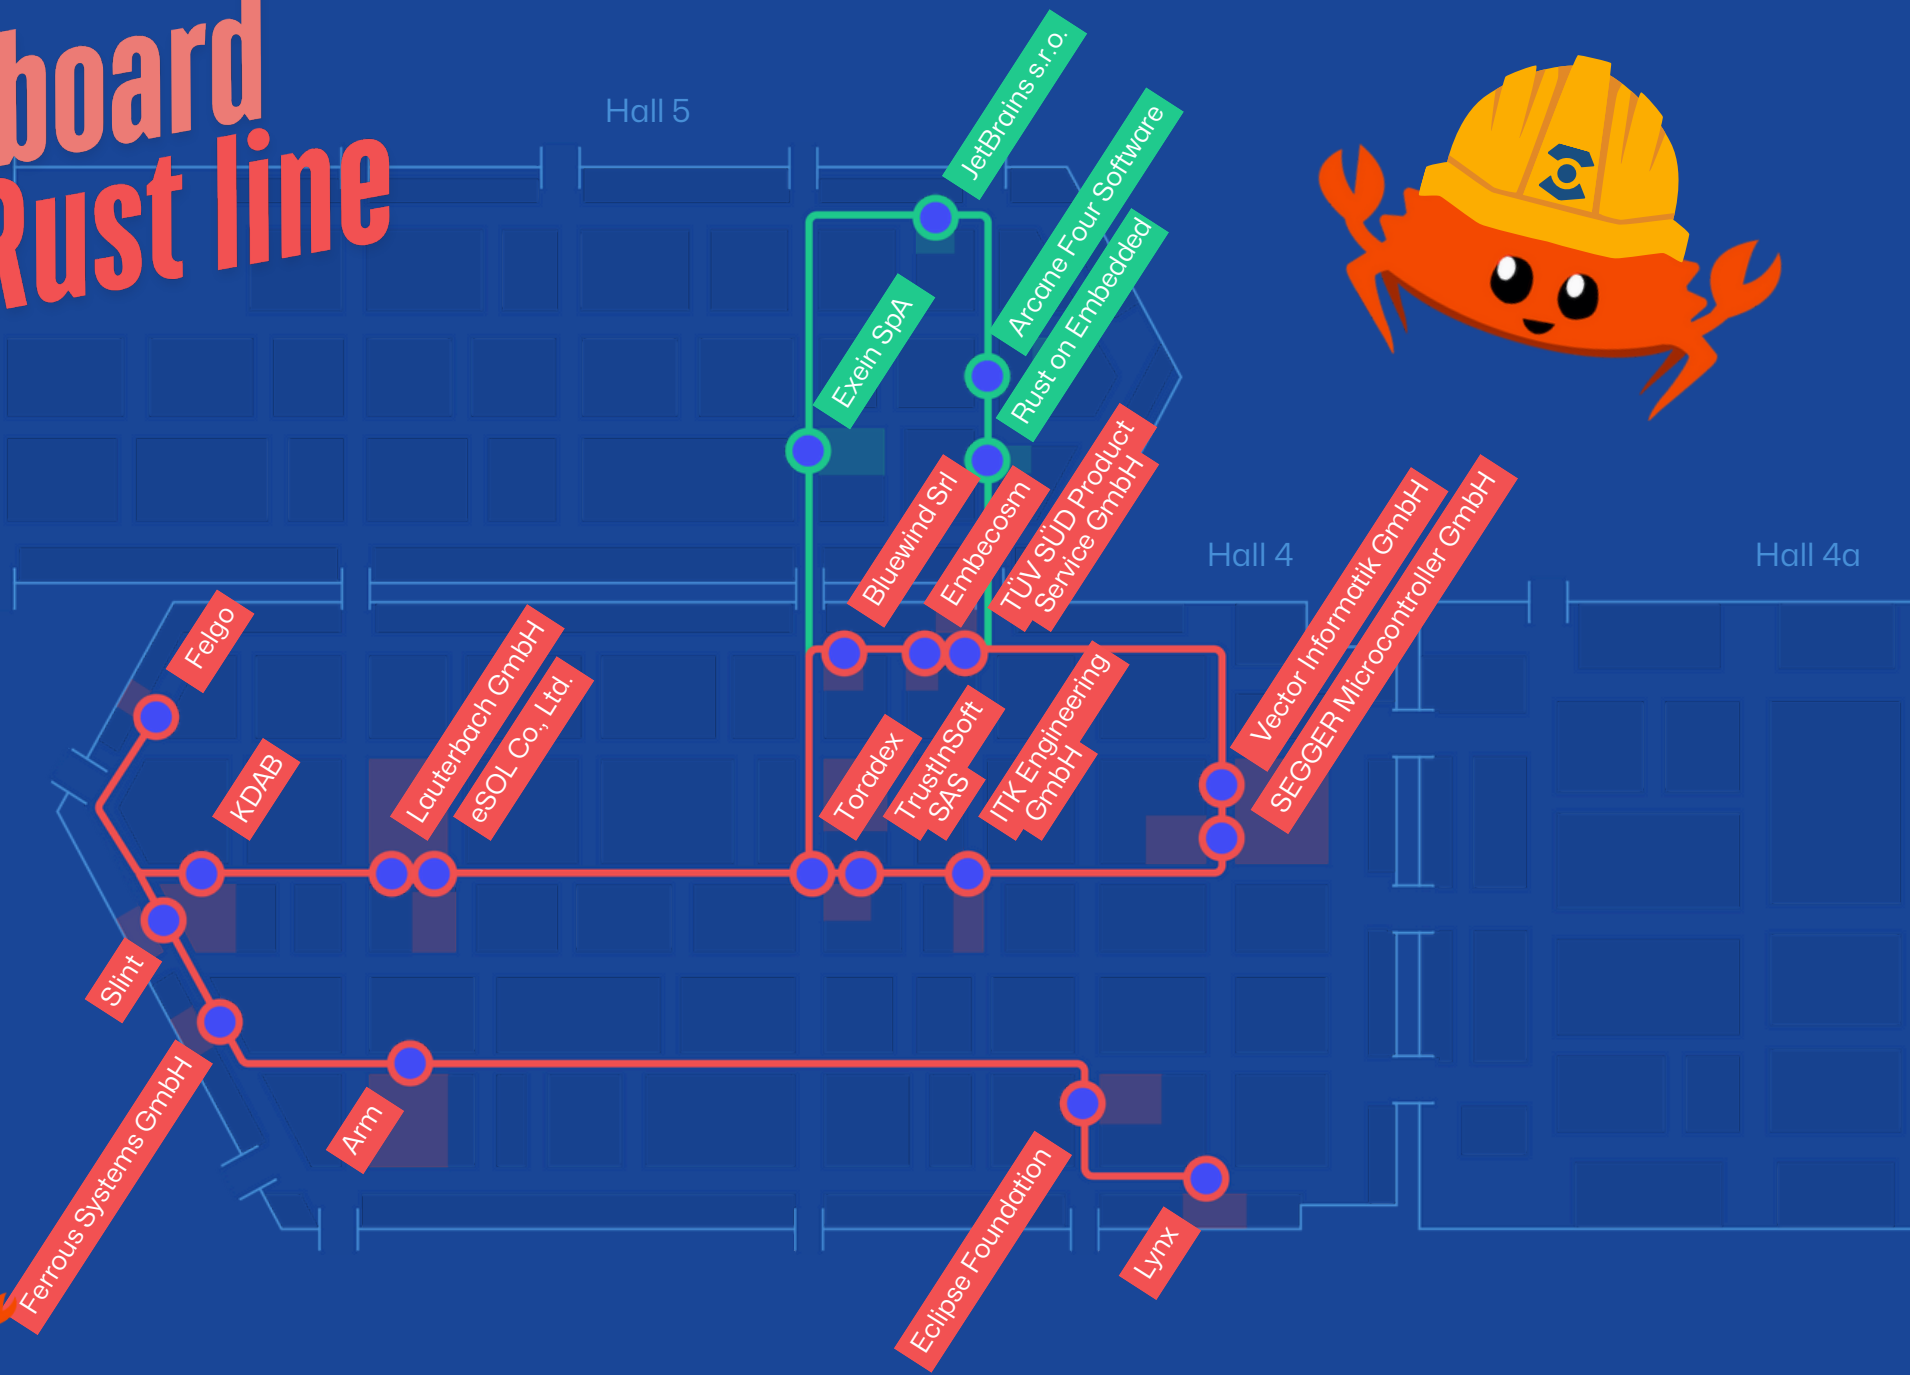 board
Rust line
Hall 5
JetBrains s.r.o.
Arcane Four Software
Exein SpA
Rust on Embedded
Bluewind Srl
Embecosm
TÜV SÜD Product
Service GmbH
Hall 4
Hall 4a
Vector Informatik GmbH
SEGGER Microcontroller GmbH
Felgo
KDAB
Lauterbach GmbH
eSOL Co., Ltd.
Toradex
TrustInSoft
SAS
ITK Engineering
GmbH
Slint
Ferrous Systems GmbH
Arm
Eclipse Foundation
Lynx